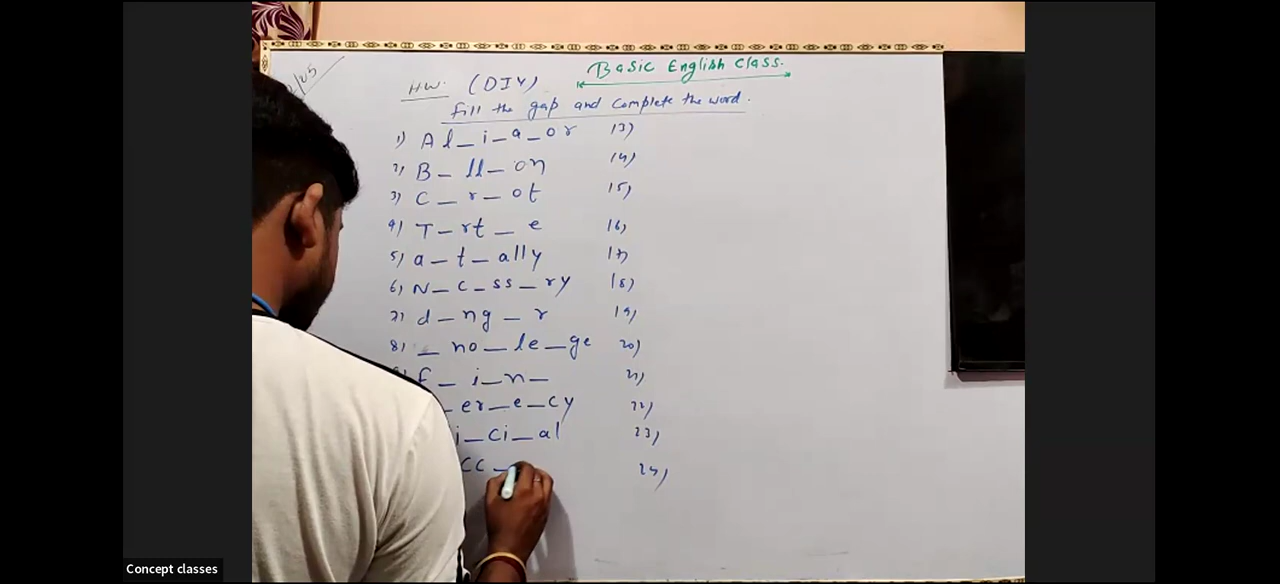 Basic English Class.
H.W. (DIY)
Fill the gap and complete the word.
1) Al_i_a_or 13)
2) B_ll_on 14)
3) C_r_ot 15)
4) T_rt_e 16)
5) a_t_ally 17)
6) N_c_ss_ry 18)
7) d_ng_r 19)
8) _no_le_ge 20)
f_i_n_ 21)
_er_e_cy 22)
i_ci_al 23)
cc_ 24)
Concept classes